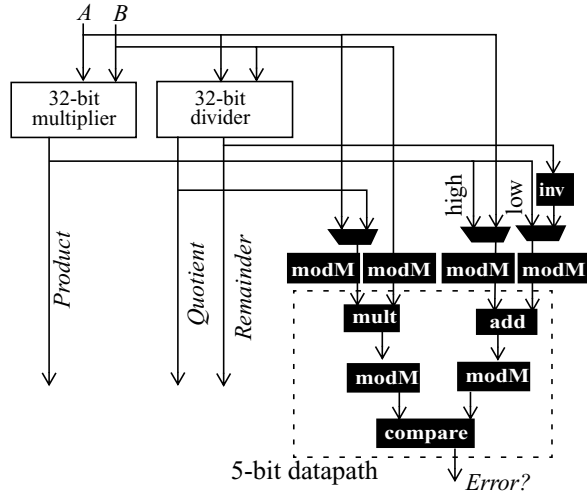 A B
32-bit
multiplier
32-bit
divider
high
low
inv
Product
Quotient
Remainder
modM modM modM modM
mult add
modM modM
compare
5-bit datapath
Error?